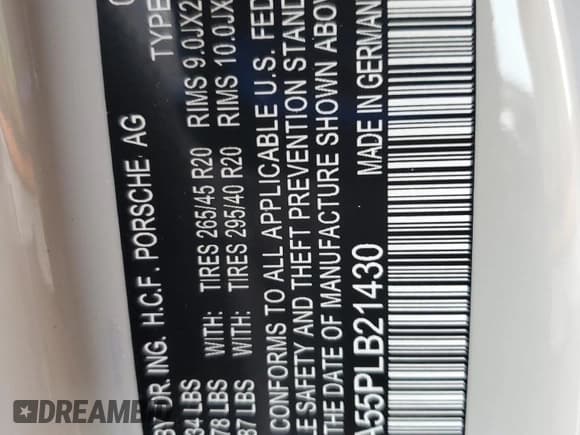 BY DR. ING. H.C.F. PORSCHE AG TYPE
34 LBS WITH: TIRES 265/45 R20 RIMS 9.0JX2
78 LBS WITH: TIRES 295/40 R20 RIMS 10.0JX
87 LBS
CONFORMS TO ALL APPLICABLE U.S. FED
LE SAFETY AND THEFT PREVENTION STAND
THE DATE OF MANUFACTURE SHOWN ABOV
A55PLB21430 MADE IN GERMAN
DREAMB